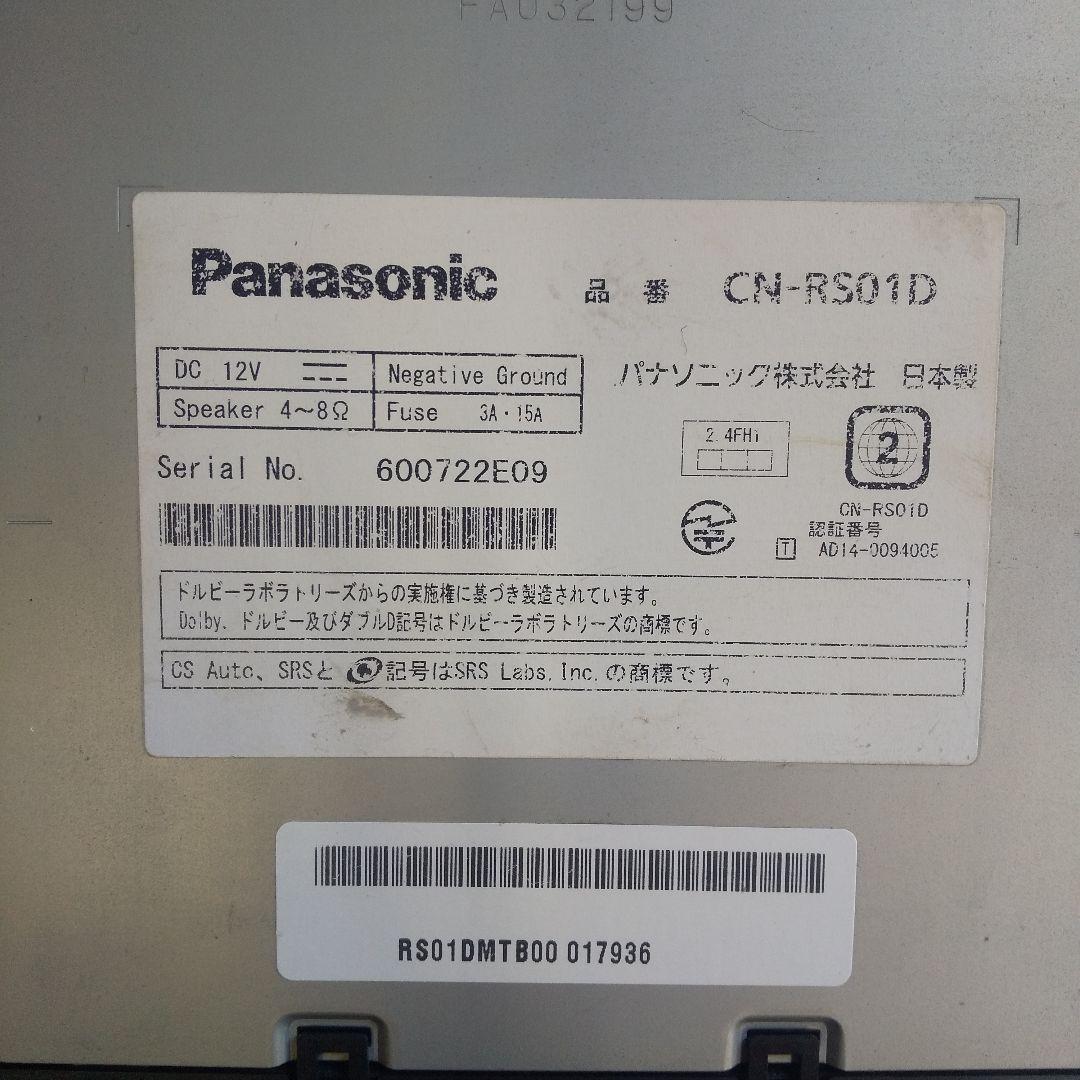 FA032199
Panasonic 品番 CN-RS01D
DC 12V Negative Ground
Speaker 4～8Ω Fuse 3A・15A
パナソニック株式会社 日本製
2.4FH1
2
Serial No. 600722E09
CN-RS01D
認証番号
T AD14-0094005
ドルビーラボラトリーズからの実施権に基づき製造されています。
Dolby、ドルビー及びダブルD記号はドルビーラボラトリーズの商標です。
CS Auto、SRSと記号はSRS Labs,Inc.の商標です。
RS01DMTB00 017936